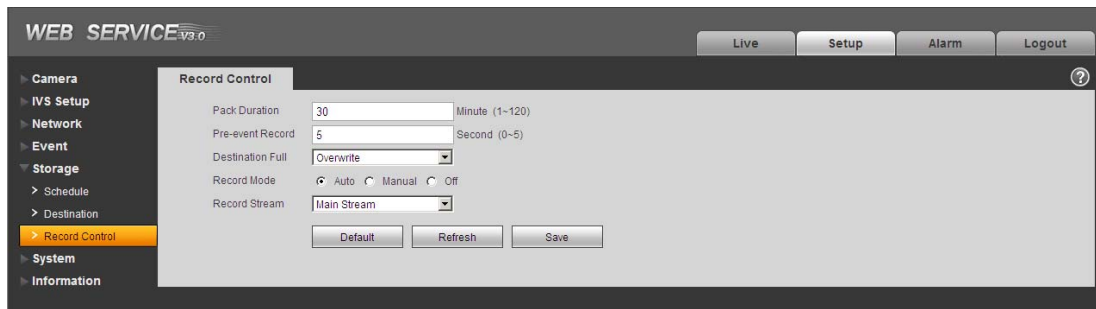 WEB SERVICE V3.0
Live Setup Alarm Logout
Camera
IVS Setup
Network
Event
Storage
> Schedule
> Destination
> Record Control
System
Information
Record Control
?
Pack Duration 30 Minute (1~120)
Pre-event Record 5 Second (0~5)
Destination Full Overwrite
Record Mode Auto Manual Off
Record Stream Main Stream
Default Refresh Save